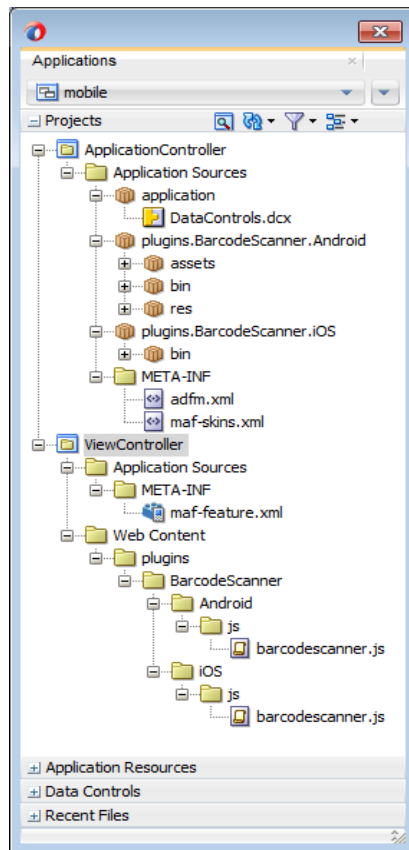 Applications
mobile
Projects
ApplicationController
Application Sources
application
DataControls.dcx
plugins.BarcodeScanner.Android
assets
bin
res
plugins.BarcodeScanner.iOS
bin
META-INF
adfm.xml
maf-skins.xml
ViewController
Application Sources
META-INF
maf-feature.xml
Web Content
plugins
BarcodeScanner
Android
js
barcodescanner.js
iOS
js
barcodescanner.js
Application Resources
Data Controls
Recent Files